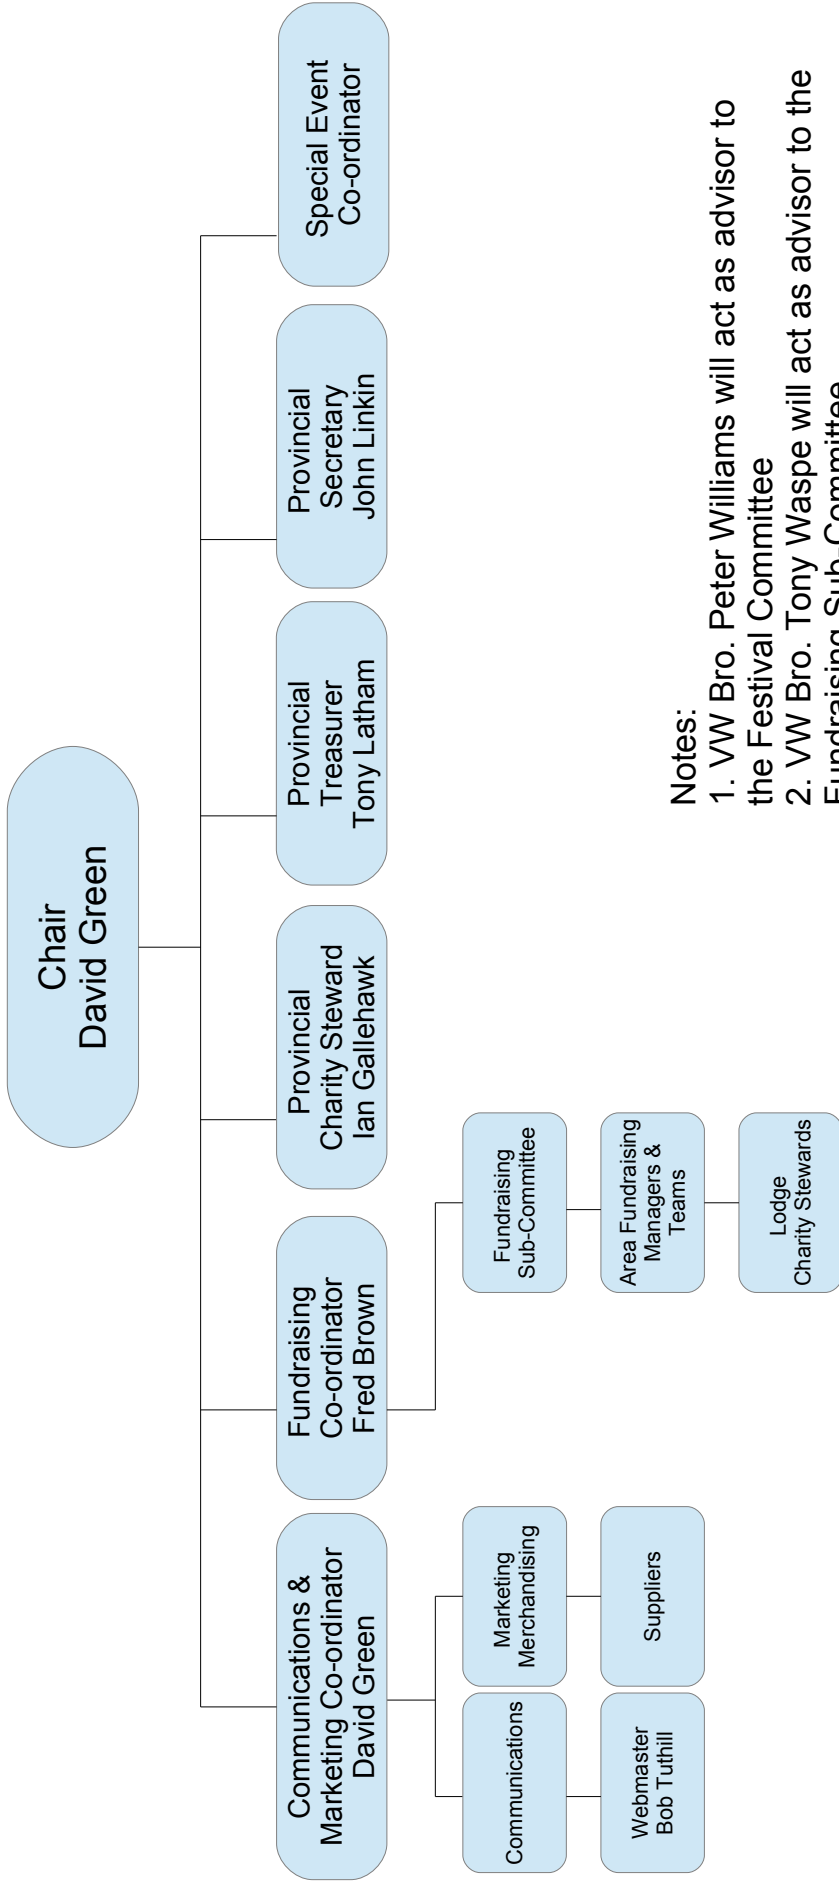 Chair
David Green
Communications &
Marketing Co-ordinator
David Green
Fundraising
Co-ordinator
Fred Brown
Provincial
Charity Steward
Ian Gallehawk
Provincial
Treasurer
Tony Latham
Provincial
Secretary
John Linkin
Special Event
Co-ordinator
Communications
Marketing
Merchandising
Fundraising
Sub-Committee
Webmaster
Bob Tuthill
Suppliers
Area Fundraising
Managers &
Teams
Lodge
Charity Stewards
Notes:
1. VW Bro. Peter Williams will act as advisor to
the Festival Committee
2. VW Bro. Tony Waspe will act as advisor to the
Fundraising Sub-Committee